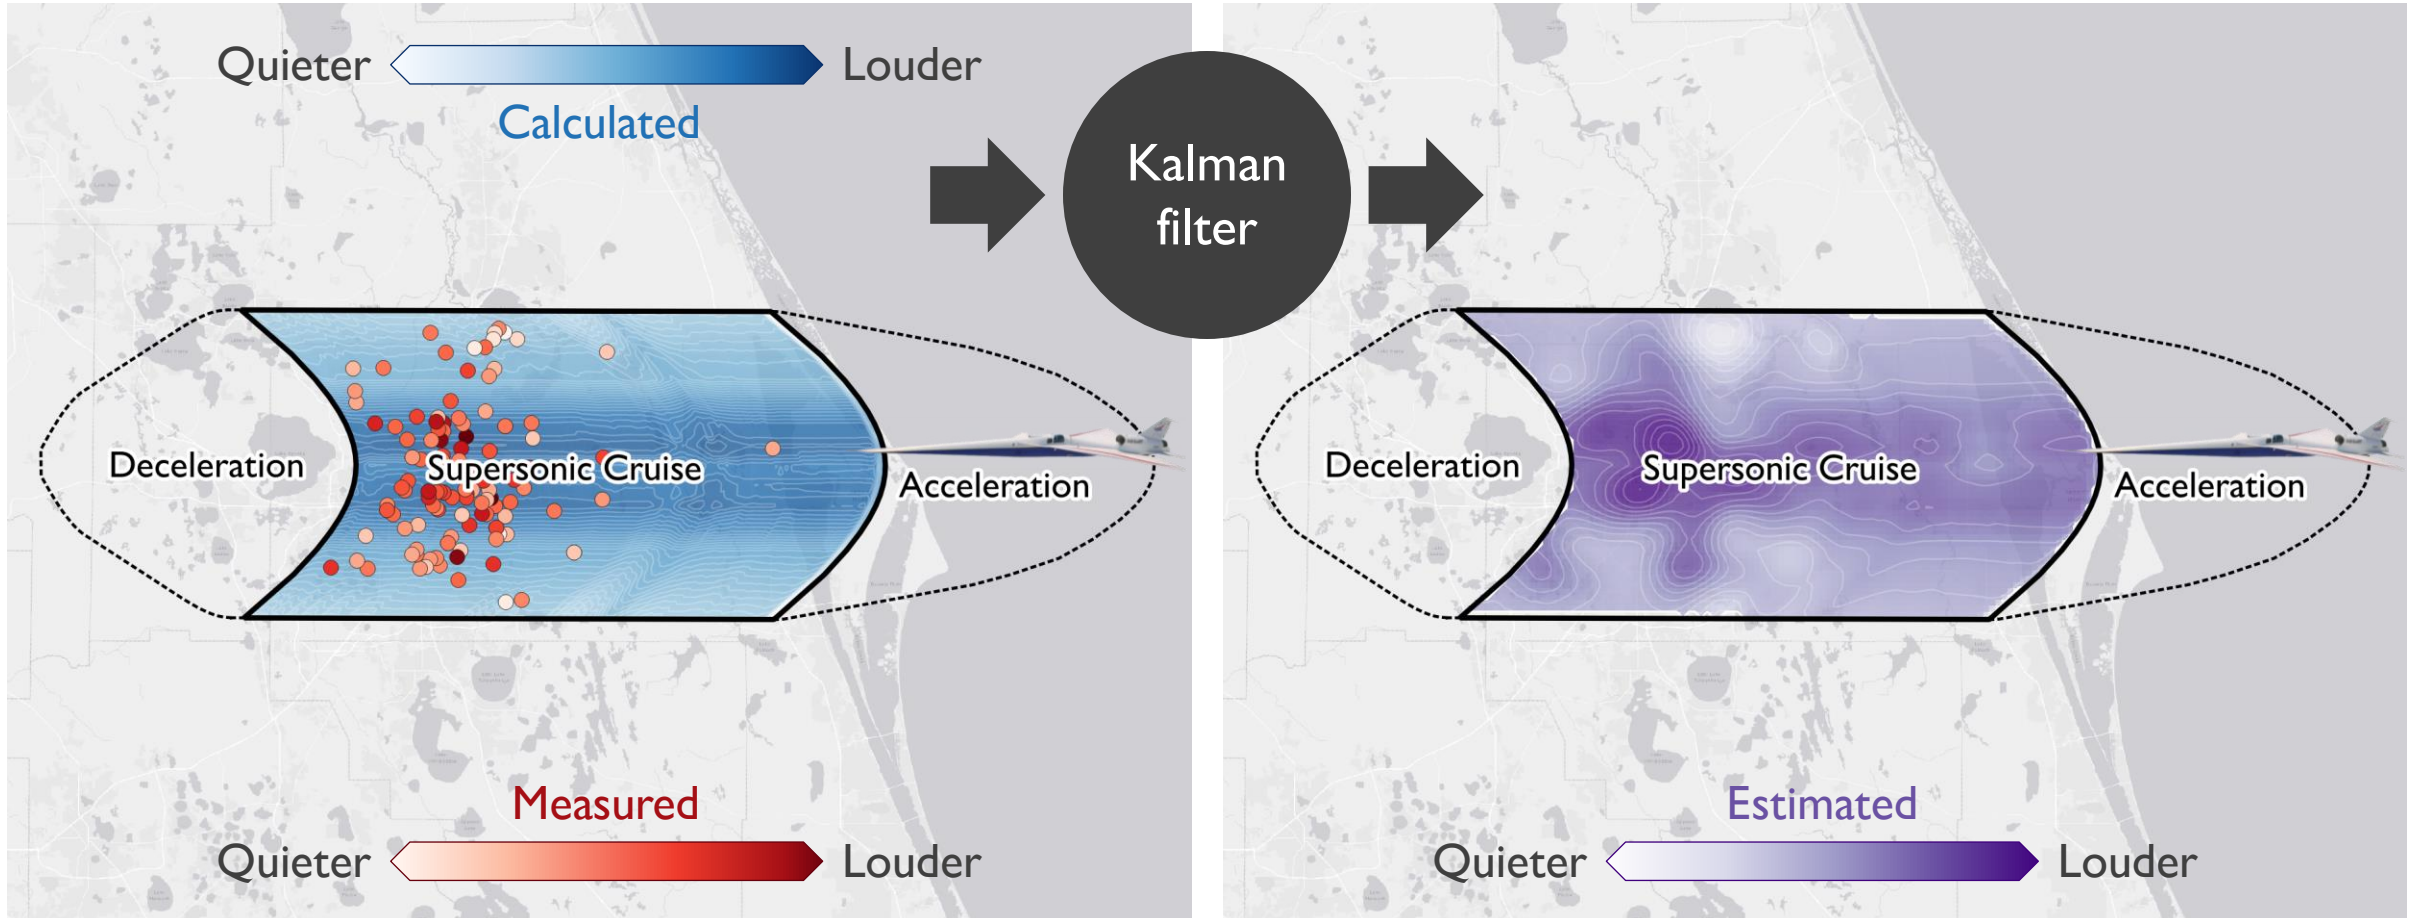 Quieter
Louder
Calculated
Kalman
filter
Deceleration
Supersonic Cruise
Acceleration
Measured
Quieter
Louder
Deceleration
Supersonic Cruise
Acceleration
Estimated
Quieter
Louder